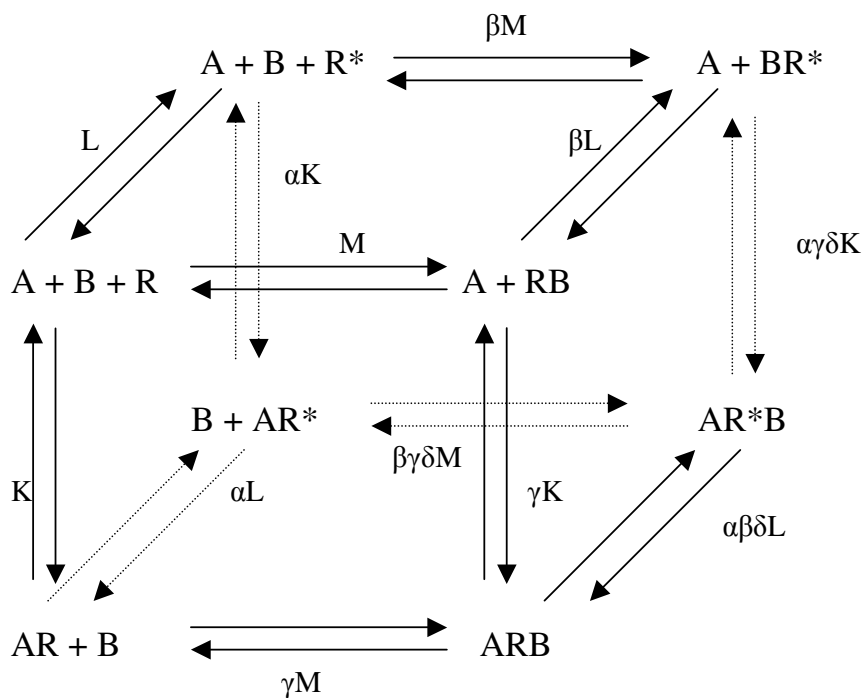 βM
A + B + R*
A + BR*
L
βL
αK
M
αγδK
A + B + R
A + RB
B + AR*
AR*B
βγδM
K
αL
γK
αβδL
AR + B
ARB
γM